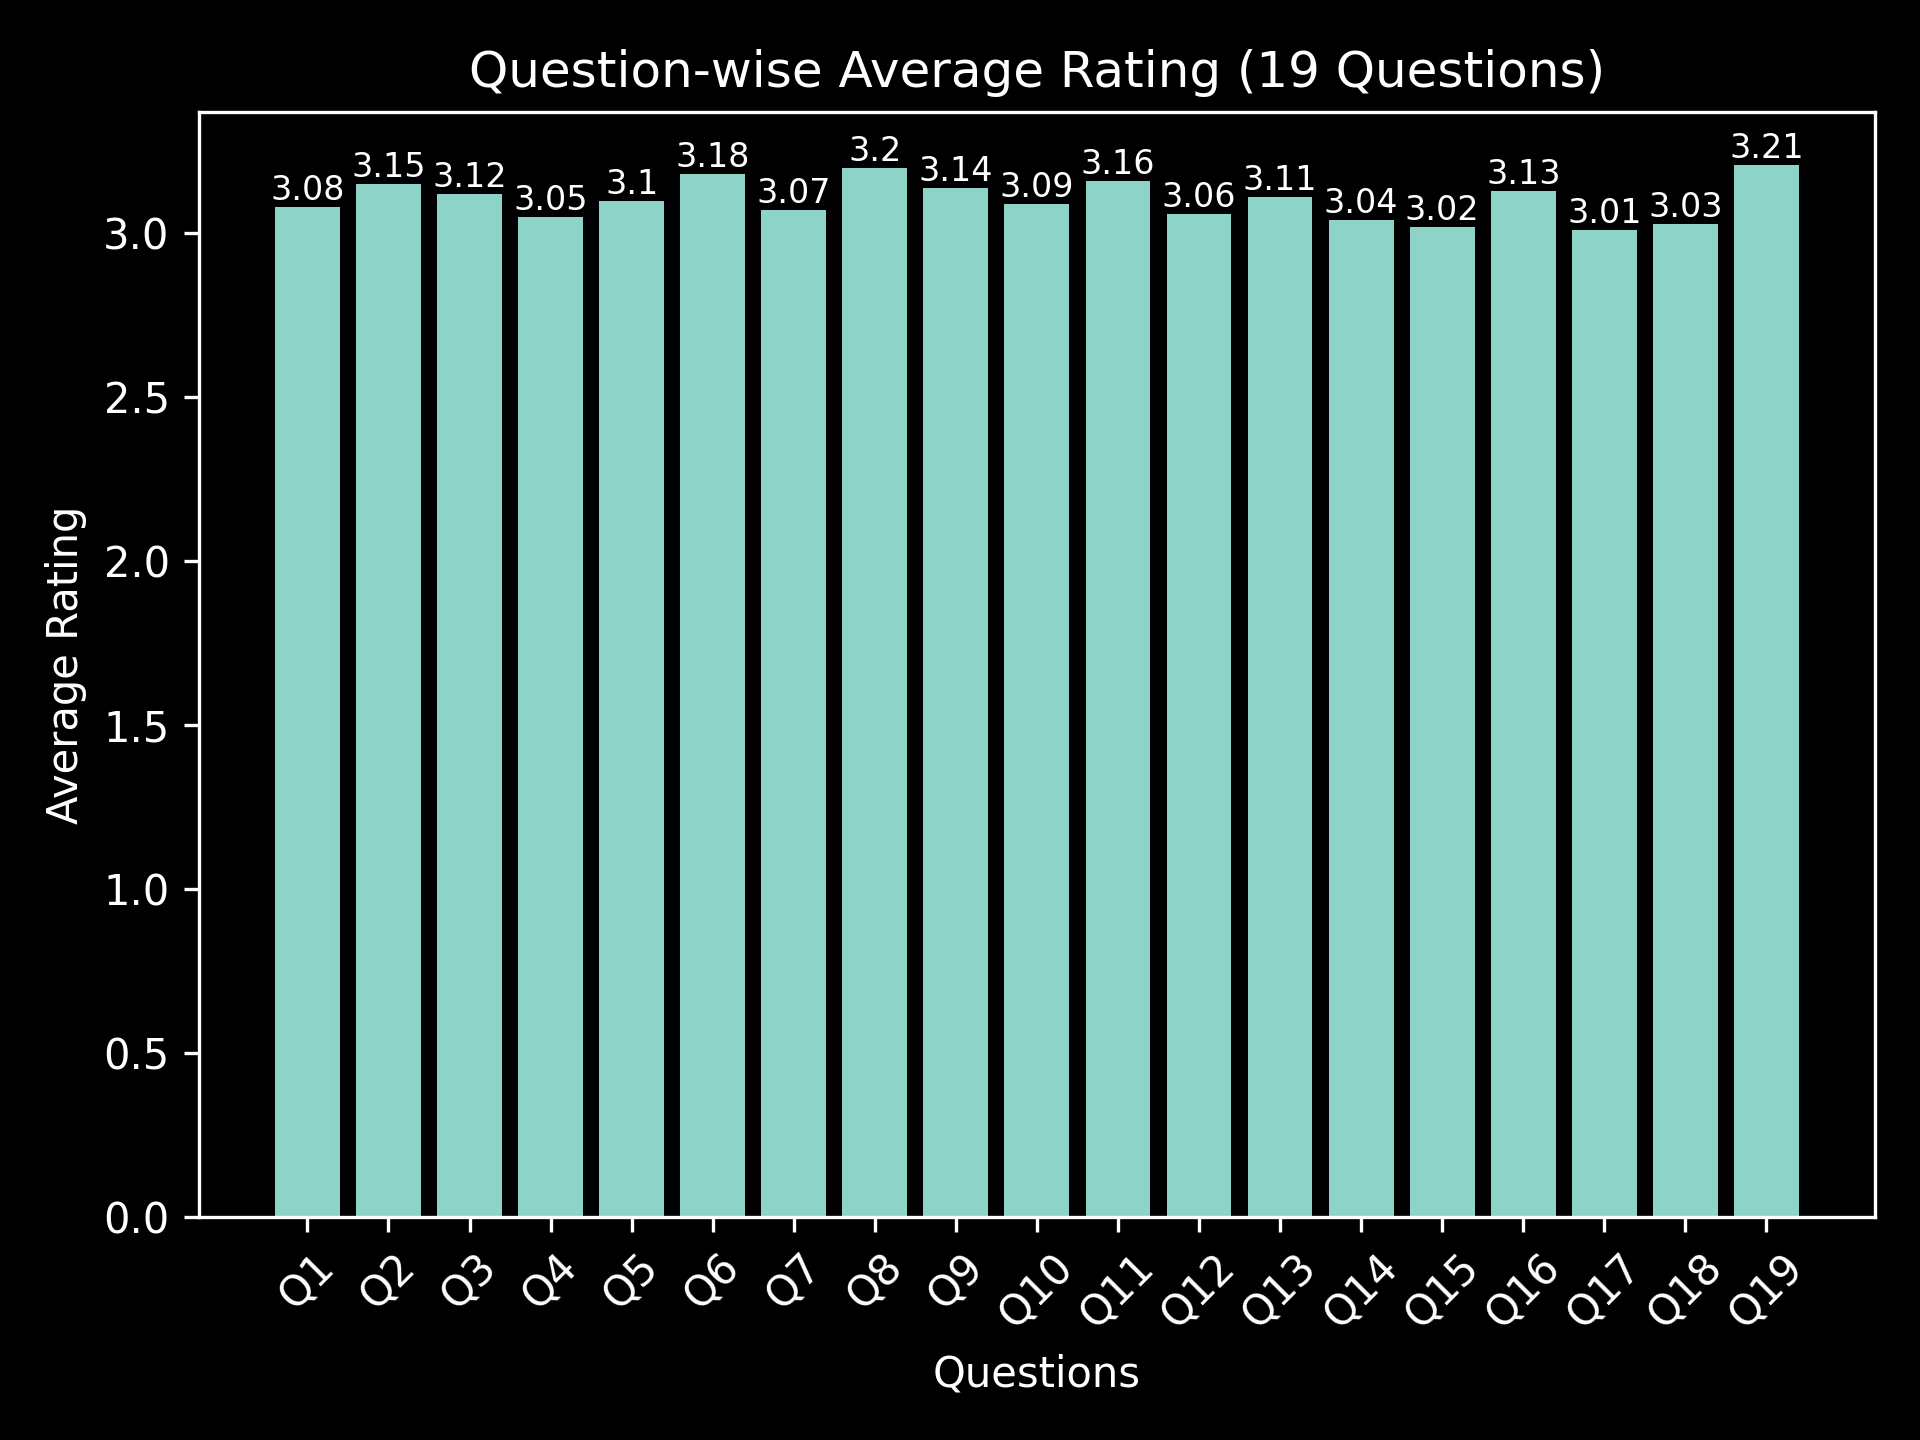 Question-wise Average Rating (19 Questions)
3.08 3.15 3.12 3.05 3.1 3.18 3.07 3.2 3.14 3.09 3.16 3.06 3.11 3.04 3.02 3.13 3.01 3.03 3.21
3.0
2.5
2.0
1.5
1.0
0.5
0.0
Average Rating
Q1 Q2 Q3 Q4 Q5 Q6 Q7 Q8 Q9 Q10 Q11 Q12 Q13 Q14 Q15 Q16 Q17 Q18 Q19
Questions